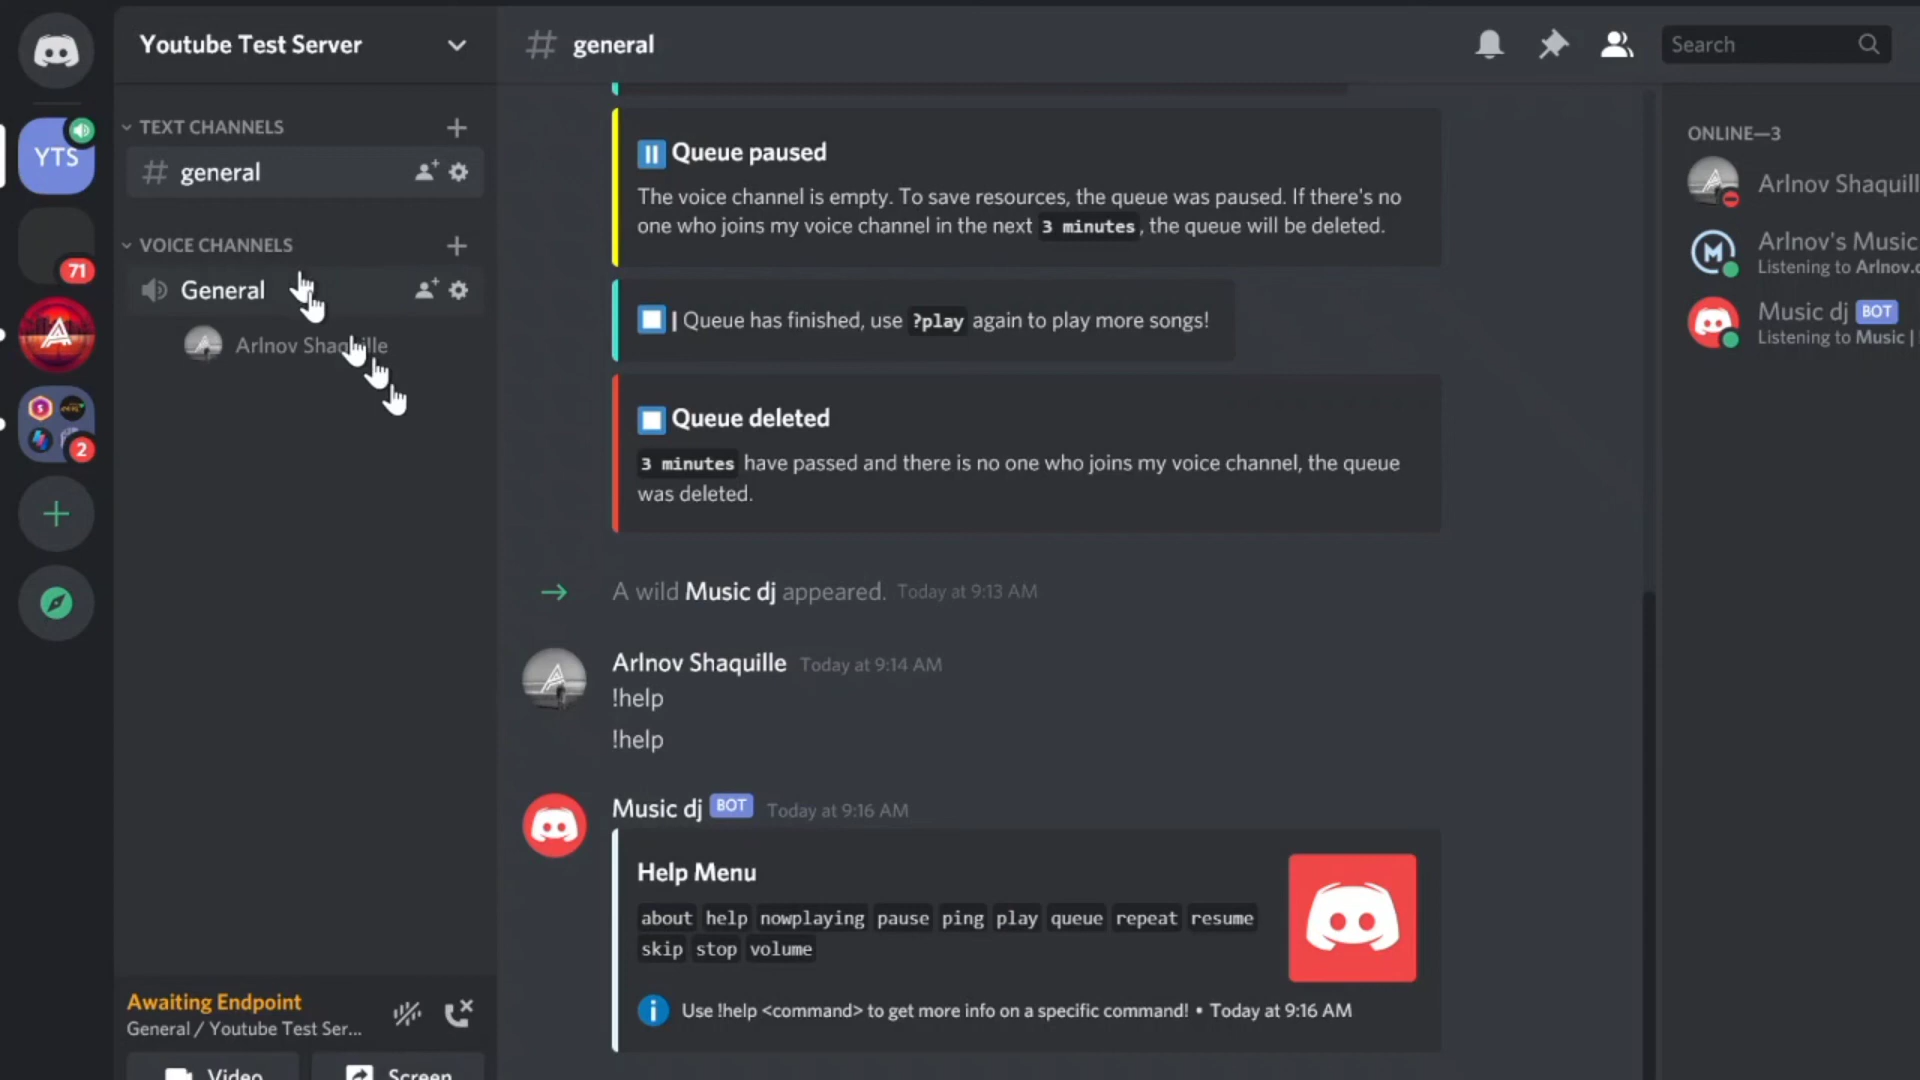 Youtube Test Server
general
Search
TEXT CHANNELS
general
VOICE CHANNELS
General
Arlnov Shaquille
YTS
71
2
Queue paused
The voice channel is empty. To save resources, the queue was paused. If there's no
one who joins my voice channel in the next 3 minutes, the queue will be deleted.
| Queue has finished, use ?play again to play more songs!
Queue deleted
3 minutes have passed and there is no one who joins my voice channel, the queue
was deleted.
A wild Music dj appeared. Today at 9:13 AM
Arlnov Shaquille Today at 9:14 AM
!help
!help
Music dj BOT Today at 9:16 AM
Help Menu
about help nowplaying pause ping play queue repeat resume
skip stop volume
Use !help <command> to get more info on a specific command! • Today at 9:16 AM
ONLINE—3
Arlnov Shaquill
Arlnov's Music
Listening to Arlnov.
Music dj BOT
Listening to Music |
Awaiting Endpoint
General / Youtube Test Ser...
Video
Screen